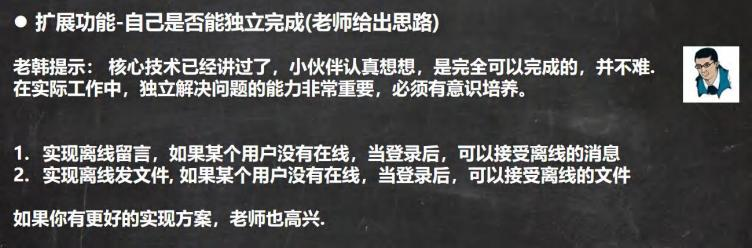 ● 扩展功能-自己是否能独立完成(老师给出思路)
老韩提示： 核心技术已经讲过了，小伙伴认真想想，是完全可以完成的，并不难.
在实际工作中，独立解决问题的能力非常重要，必须有意识培养。
1. 实现离线留言，如果某个用户没有在线，当登录后，可以接受离线的消息
2. 实现离线发文件, 如果某个用户没有在线，当登录后，可以接受离线的文件
如果你有更好的实现方案，老师也高兴.